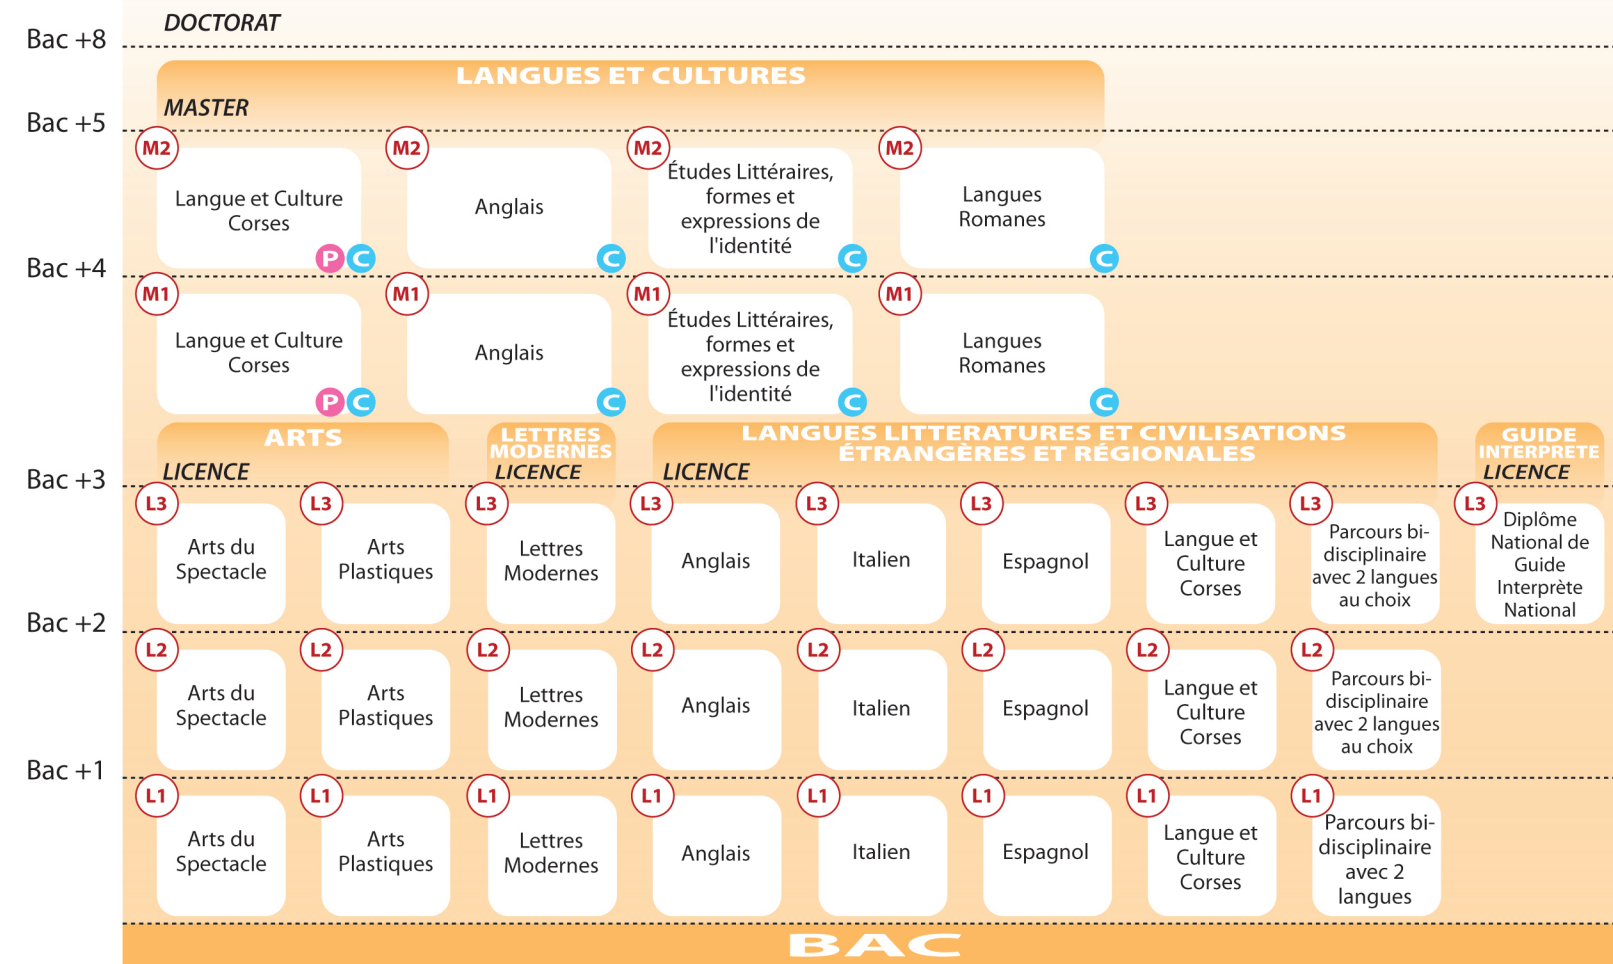 DOCTORAT
Bac +8
LANGUES ET CULTURES
MASTER
Bac +5
M2
M2
M2
M2
Langue et Culture
Corses
P C
Anglais
C
Études Littéraires,
formes et
expressions de
l'identité
C
Langues
Romanes
C
Bac +4
M1
M1
M1
M1
Langue et Culture
Corses
P C
Anglais
C
Études Littéraires,
formes et
expressions de
l'identité
C
Langues
Romanes
C
ARTS
LICENCE
LETTRES
MODERNES
LICENCE
LANGUES LITTERATURES ET CIVILISATIONS
ÉTRANGÈRES ET RÉGIONALES
LICENCE
GUIDE
INTERPRETE
LICENCE
Bac +3
L3
Arts du
Spectacle
L3
Arts
Plastiques
L3
Lettres
Modernes
L3
Anglais
L3
Italien
L3
Espagnol
L3
Langue et
Culture
Corses
L3
Parcours bi-
disciplinaire
avec 2 langues
au choix
L3
Diplôme
National de
Guide
Interprète
National
Bac +2
L2
Arts du
Spectacle
L2
Arts
Plastiques
L2
Lettres
Modernes
L2
Anglais
L2
Italien
L2
Espagnol
L2
Langue et
Culture
Corses
L2
Parcours bi-
disciplinaire
avec 2 langues
au choix
Bac +1
L1
Arts du
Spectacle
L1
Arts
Plastiques
L1
Lettres
Modernes
L1
Anglais
L1
Italien
L1
Espagnol
L1
Langue et
Culture
Corses
L1
Parcours bi-
disciplinaire
avec 2
langues
BAC